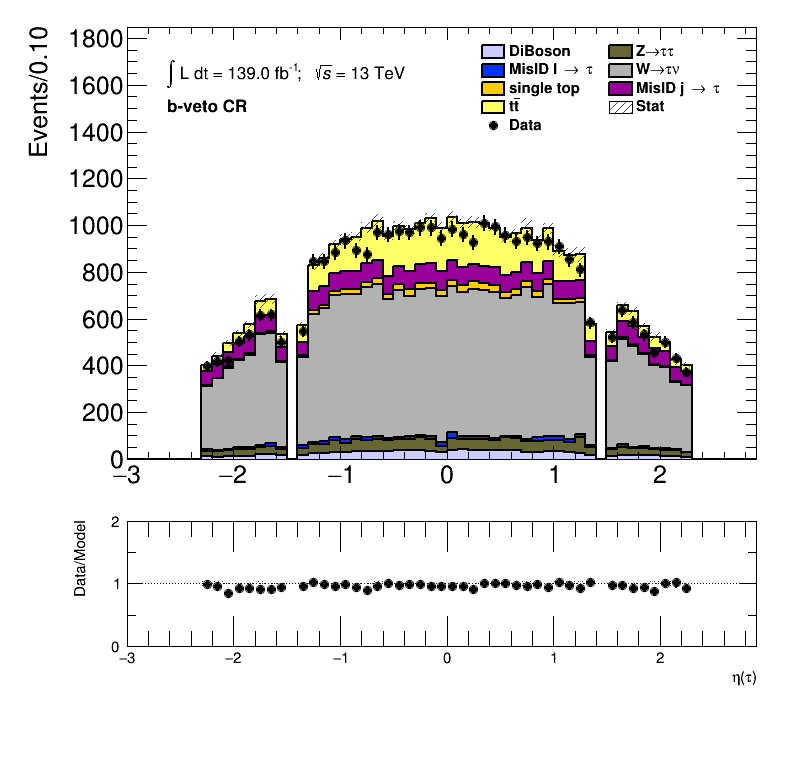 Events/0.10
1800
1600
1400
1200
1000
800
600
400
200
0
∫ L dt = 139.0 fb⁻¹; √s = 13 TeV
b-veto CR
DiBoson
Z→ττ
MisID l → τ
W→τν
single top
MisID j → τ
tt̄
Stat
Data
−3 −2 −1 0 1 2
Data/Model
2
1
0
−3 −2 −1 0 1 2
η(τ)